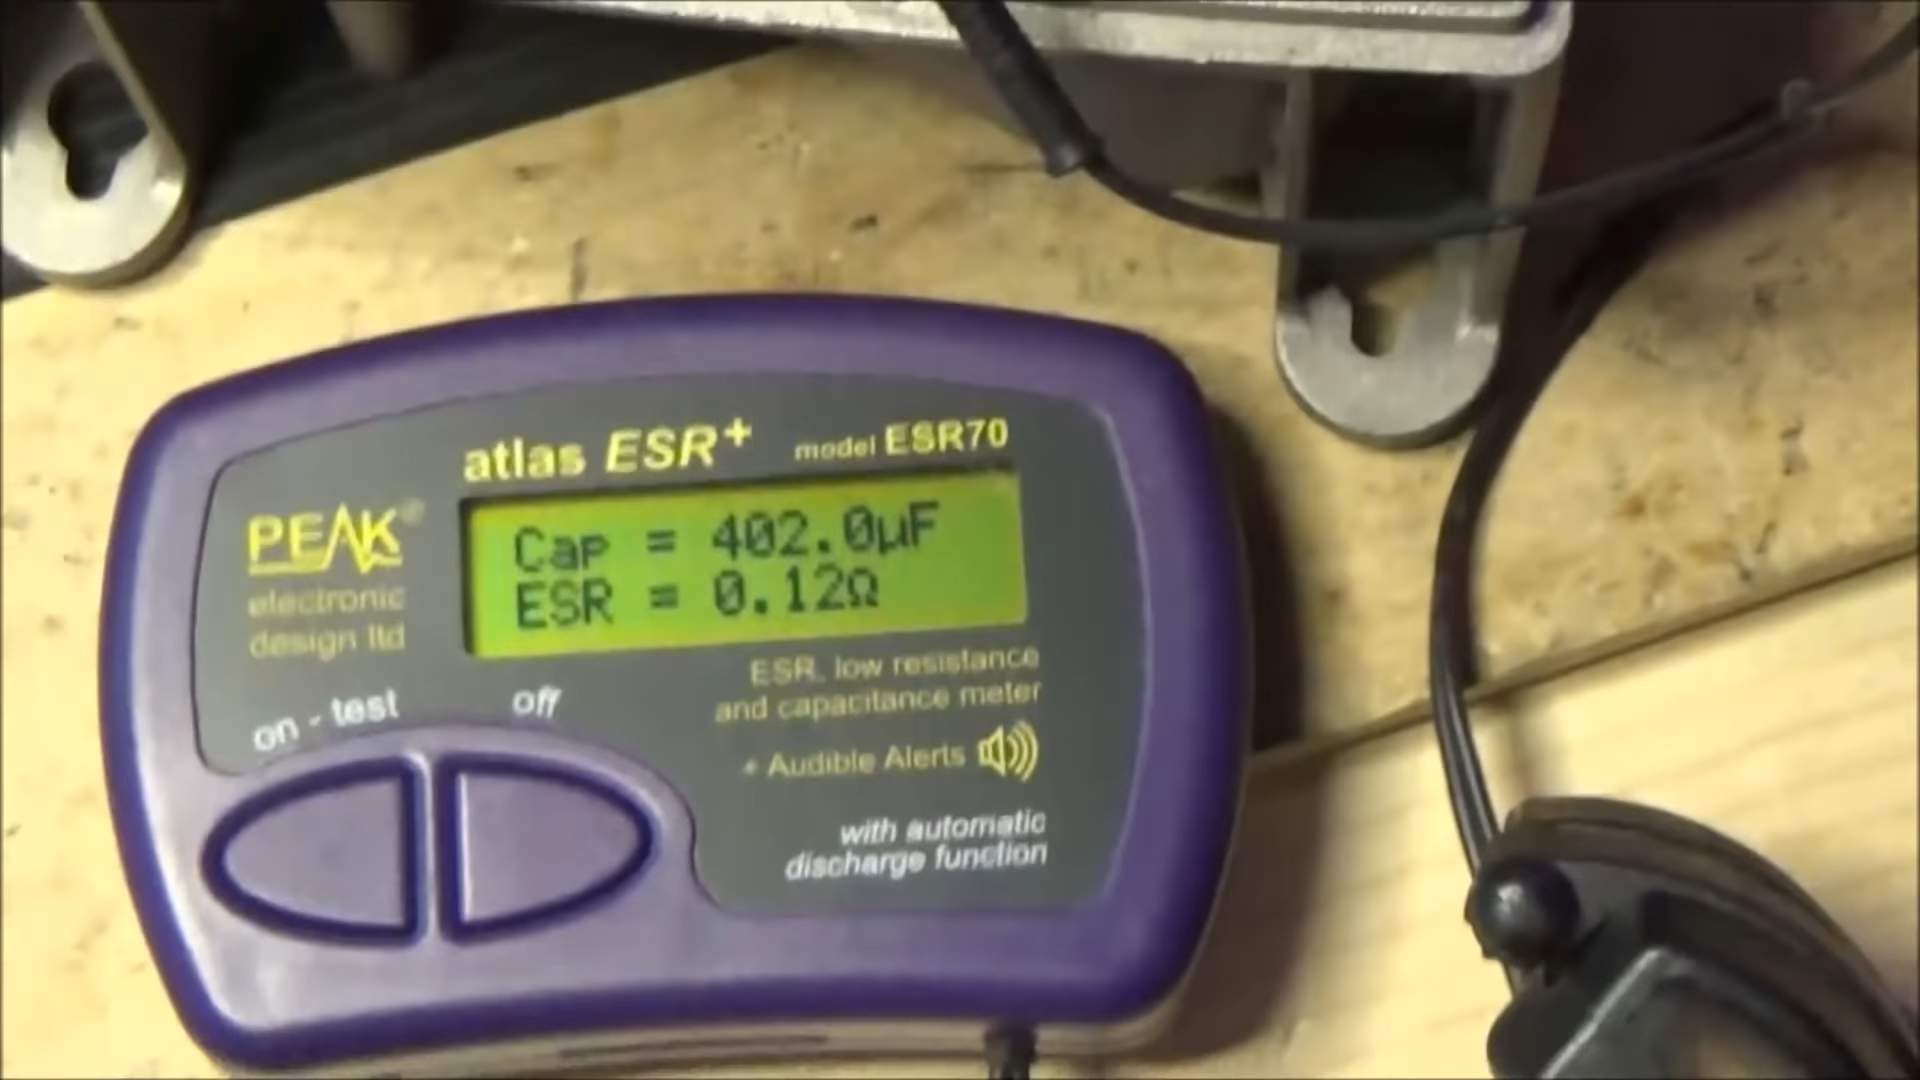 atlas ESR+ model ESR70
PEAK®
electronic
design ltd
Cap = 402.0µF
ESR = 0.12Ω
on - test
off
ESR, low resistance
and capacitance meter
+ Audible Alerts
with automatic
discharge function